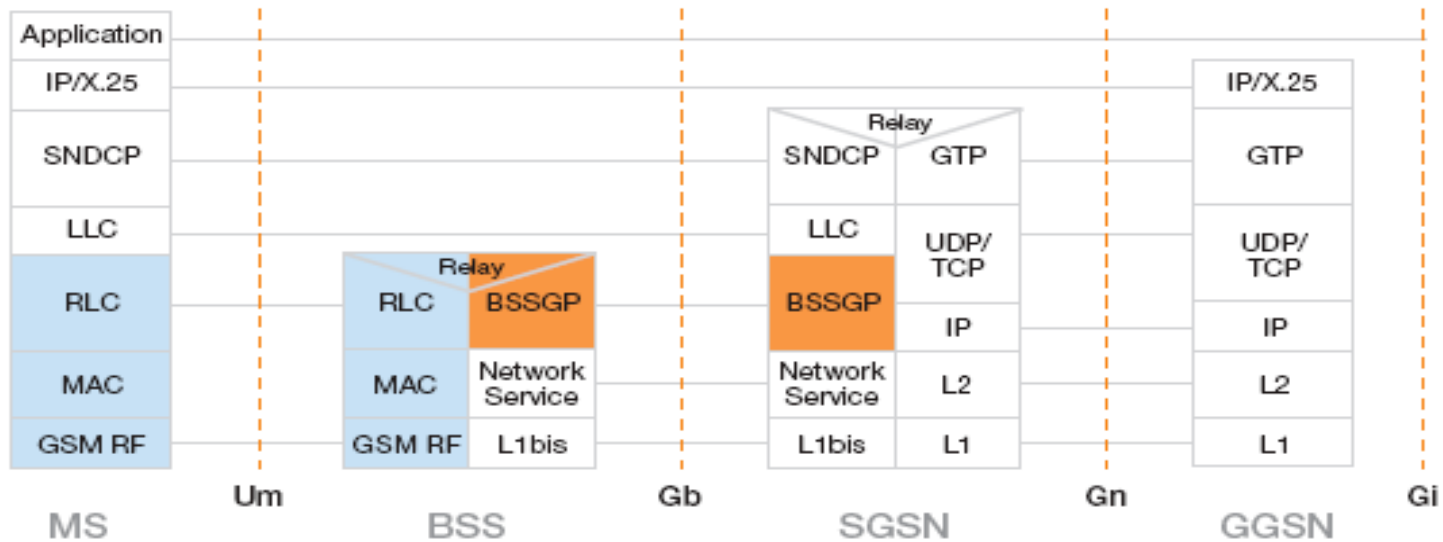 Application
IP/X.25
SNDCP
LLC
RLC
MAC
GSM RF
Relay
RLC
BSSGP
MAC
Network
Service
GSM RF
L1bis
Relay
SNDCP
GTP
LLC
UDP/
TCP
BSSGP
IP
Network
Service
L2
L1bis
L1
IP/X.25
GTP
UDP/
TCP
IP
L2
L1
Um
Gb
Gn
Gi
MS
BSS
SGSN
GGSN